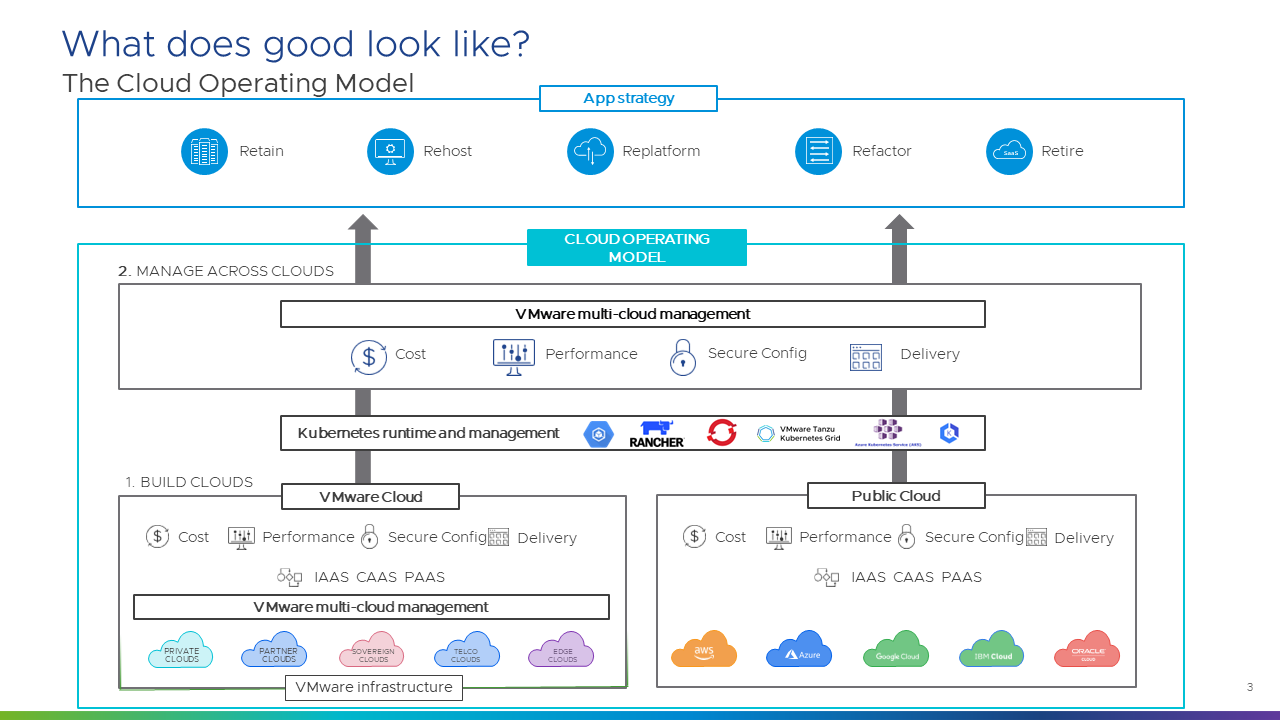 What does good look like?
The Cloud Operating Model
App strategy
Retain
Rehost
Replatform
SaaS
Refactor
Retire
CLOUD OPERATING
MODEL
2. MANAGE ACROSS CLOUDS
VMware multi-cloud management
Cost
Performance
Secure Config
Delivery
Kubernetes runtime and management
RANCHER
VMware Tanzu
Kubernetes Grid
Azure Kubernetes Service (AKS)
K
1. BUILD CLOUDS
VMware Cloud
Cost
Performance
Secure Config
Delivery
IAAS CAAS PAAS
VMware multi-cloud management
PRIVATE
CLOUDS
PARTNER
CLOUDS
SOVEREIGN
CLOUDS
TELCO
CLOUDS
EDGE
CLOUDS
VMware infrastructure
Public Cloud
Cost
Performance
Secure Config
Delivery
IAAS CAAS PAAS
aws
Azure
Google Cloud
IBM Cloud
ORACLE
CLOUD
3